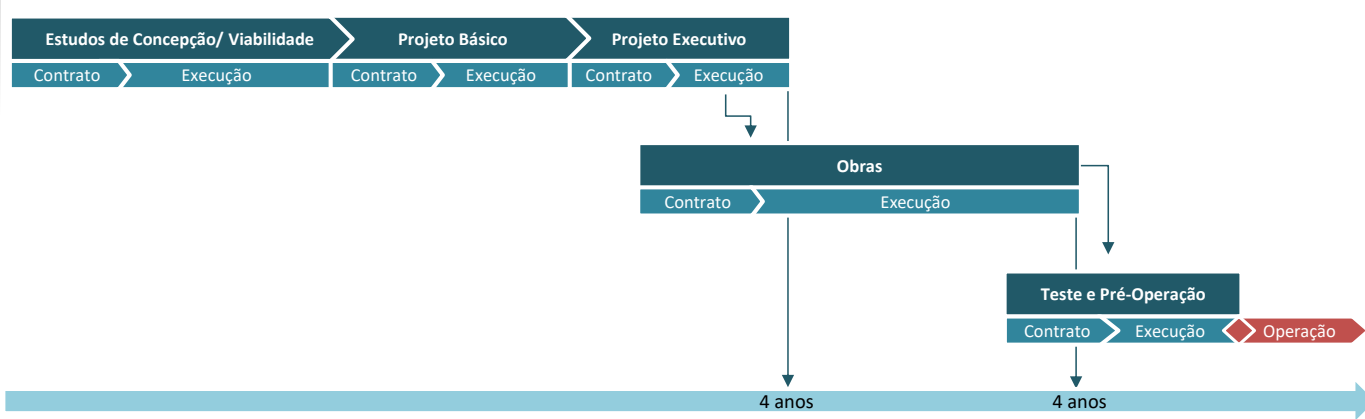 Estudos de Concepção/ Viabilidade
Projeto Básico
Projeto Executivo
Contrato
Execução
Contrato
Execução
Contrato
Execução
Obras
Contrato
Execução
Teste e Pré-Operação
Contrato
Execução
Operação
4 anos
4 anos